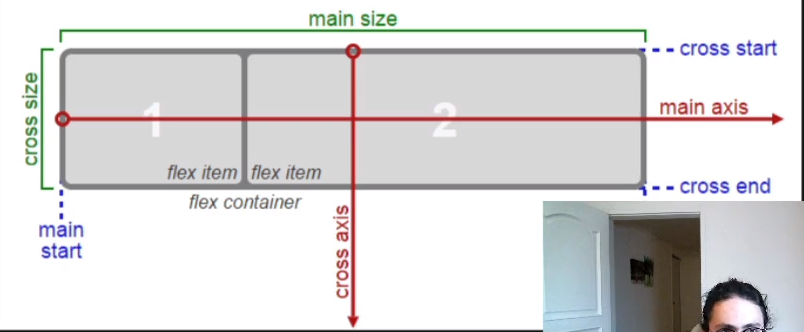 main size
cross start
cross size
1
2
main axis
flex item
flex item
cross end
flex container
main
start
cross axis